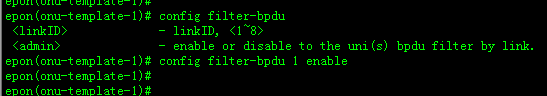 epon(onu-template-1)#
epon(onu-template-1)# config filter-bpdu
<linkID> - linkID, <1~8>
<admin> - enable or disable to the uni(s) bpdu filter by link.
epon(onu-template-1)# config filter-bpdu 1 enable
epon(onu-template-1)#
epon(onu-template-1)#